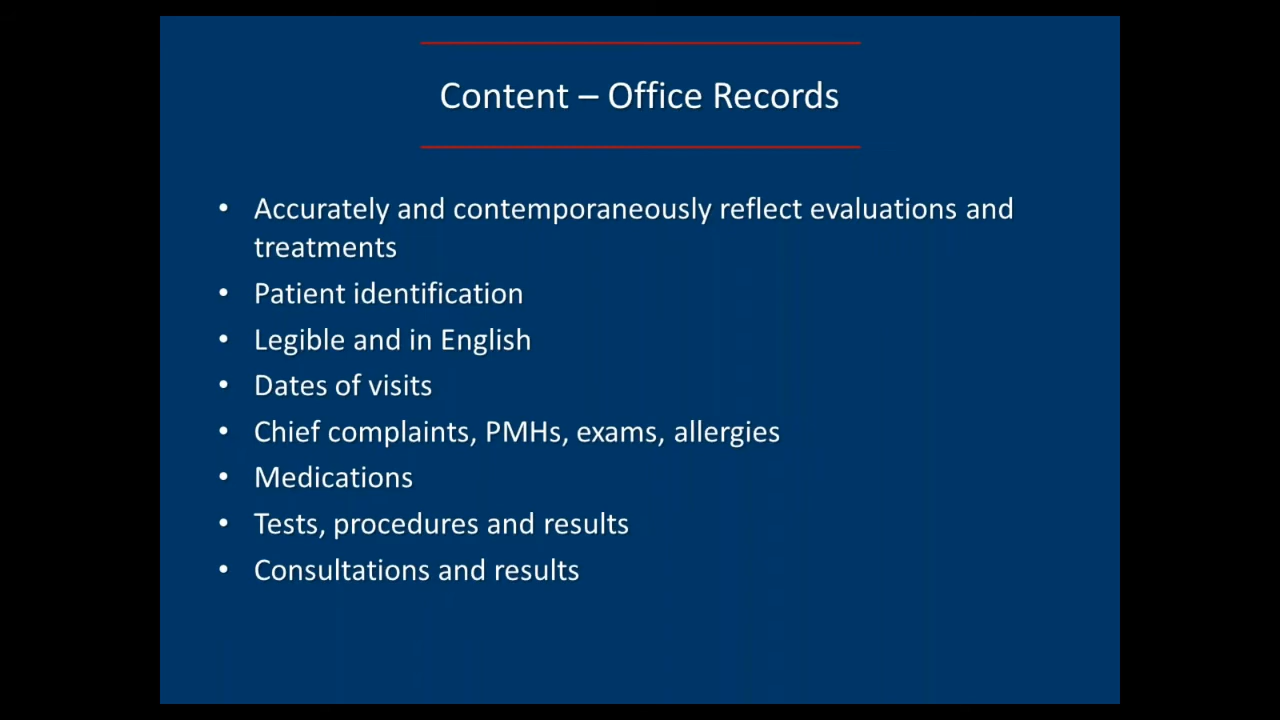 Content – Office Records
• Accurately and contemporaneously reflect evaluations and
treatments
• Patient identification
• Legible and in English
• Dates of visits
• Chief complaints, PMHs, exams, allergies
• Medications
• Tests, procedures and results
• Consultations and results